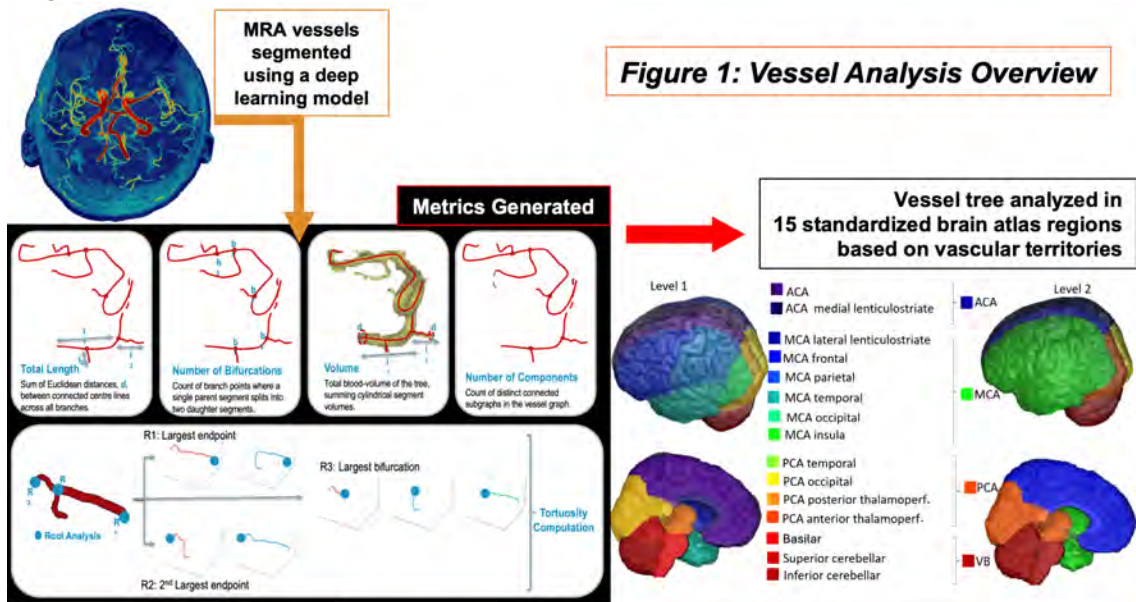 MRA vessels
segmented
using a deep
learning model
Figure 1: Vessel Analysis Overview
Metrics Generated
Vessel tree analyzed in
15 standardized brain atlas regions
based on vascular territories
Total Length
Sum of Euclidean distances, d,
between connected centre lines
across all branches.
Number of Bifurcations
Count of branch points where a
single parent segment splits into
two daughter segments.
Volume
Total blood-volume of the tree,
summing cylindrical segment
volumes.
Number of Components
Count of distinct connected
subgraphs in the vessel graph.
b
b
b
b
b
d
d
R1: Largest endpoint
R3: Largest bifurcation
R
R
R
Root Analysis
R2: 2nd Largest endpoint
Tortuosity
Computation
Level 1
Level 2
ACA
ACA medial lenticulostriate
ACA
MCA lateral lenticulostriate
MCA frontal
MCA parietal
MCA temporal
MCA occipital
MCA insula
MCA
PCA temporal
PCA occipital
PCA posterior thalamoperf.
PCA anterior thalamoperf.
PCA
Basilar
Superior cerebellar
Inferior cerebellar
VB